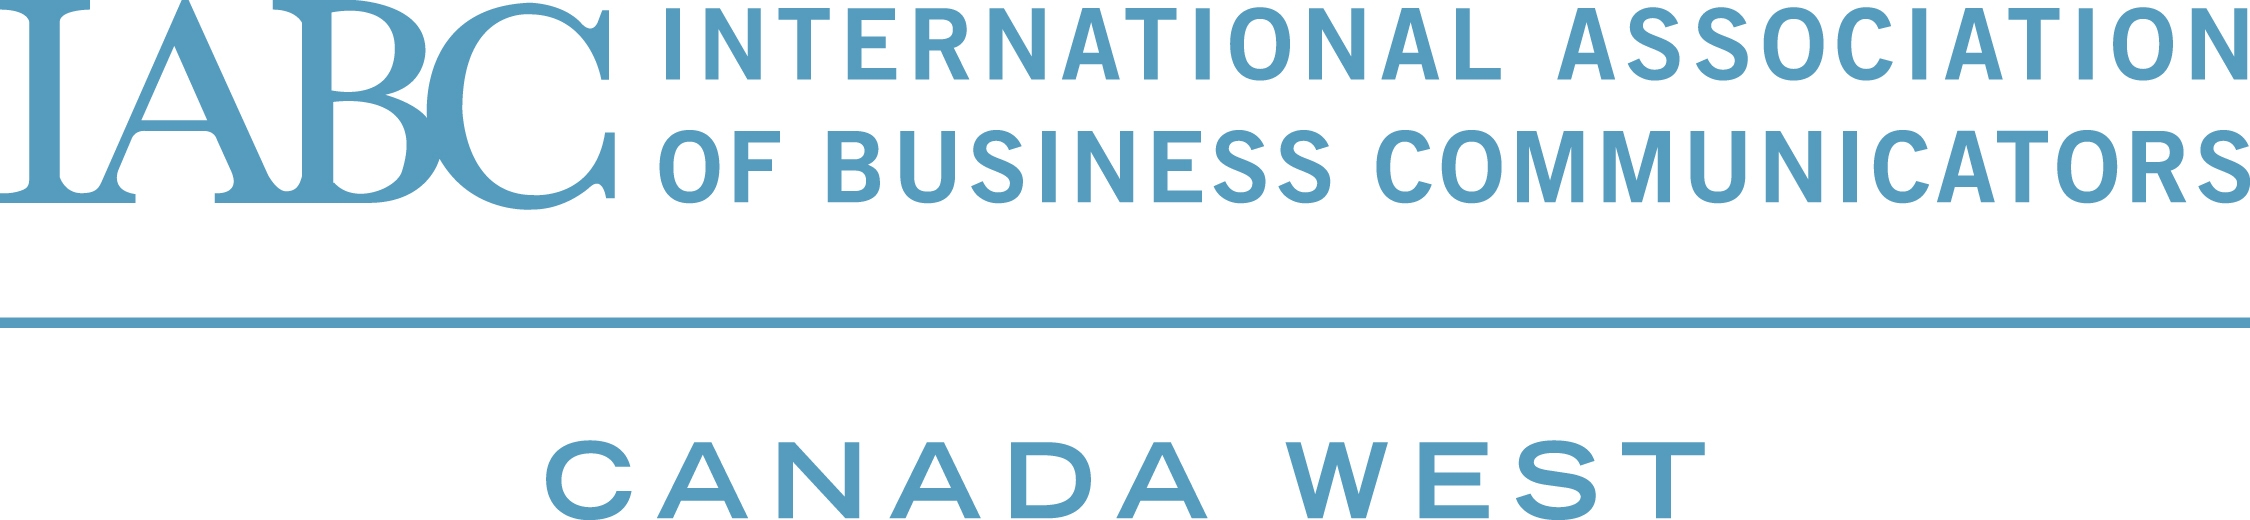 IABC
INTERNATIONAL ASSOCIATION
OF BUSINESS COMMUNICATORS
CANADA WEST